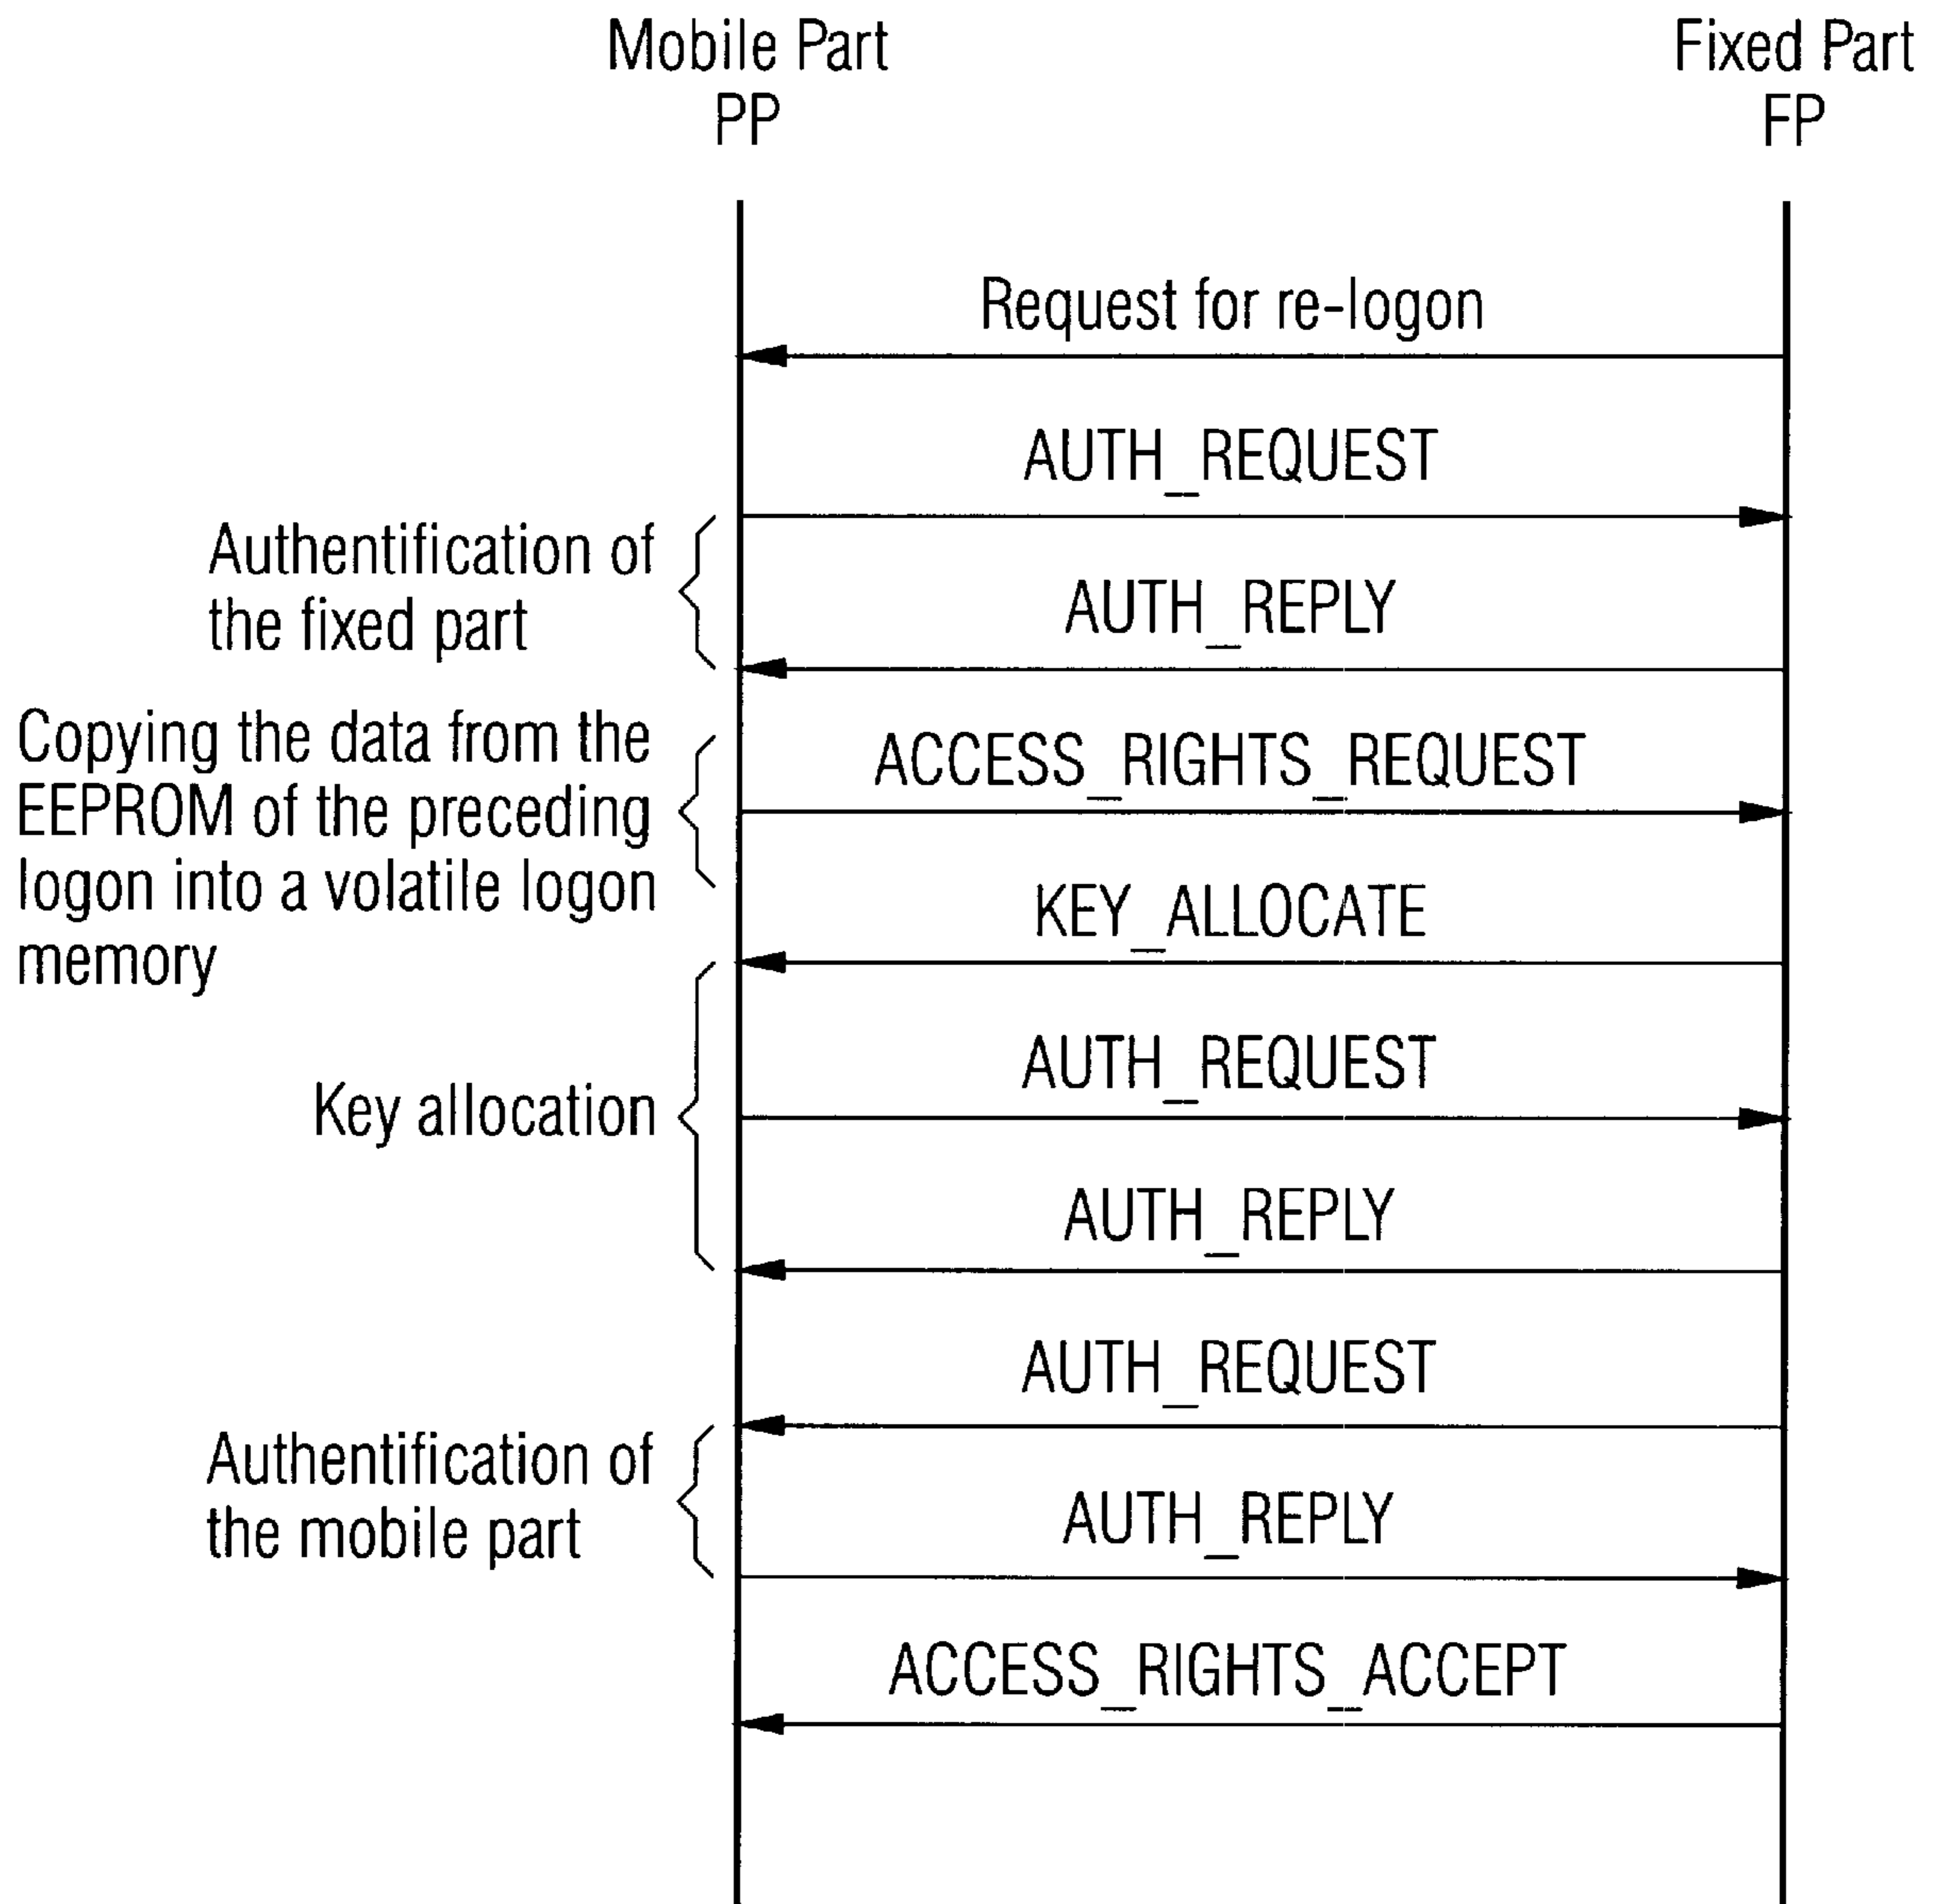 Mobile Part
PP
Fixed Part
FP
Request for re-logon
AUTH_REQUEST
Authentification of
the fixed part
AUTH_REPLY
Copying the data from the
EEPROM of the preceding
logon into a volatile logon
memory
ACCESS_RIGHTS_REQUEST
KEY_ALLOCATE
Key allocation
AUTH_REQUEST
AUTH_REPLY
AUTH_REQUEST
Authentification of
the mobile part
AUTH_REPLY
ACCESS_RIGHTS_ACCEPT